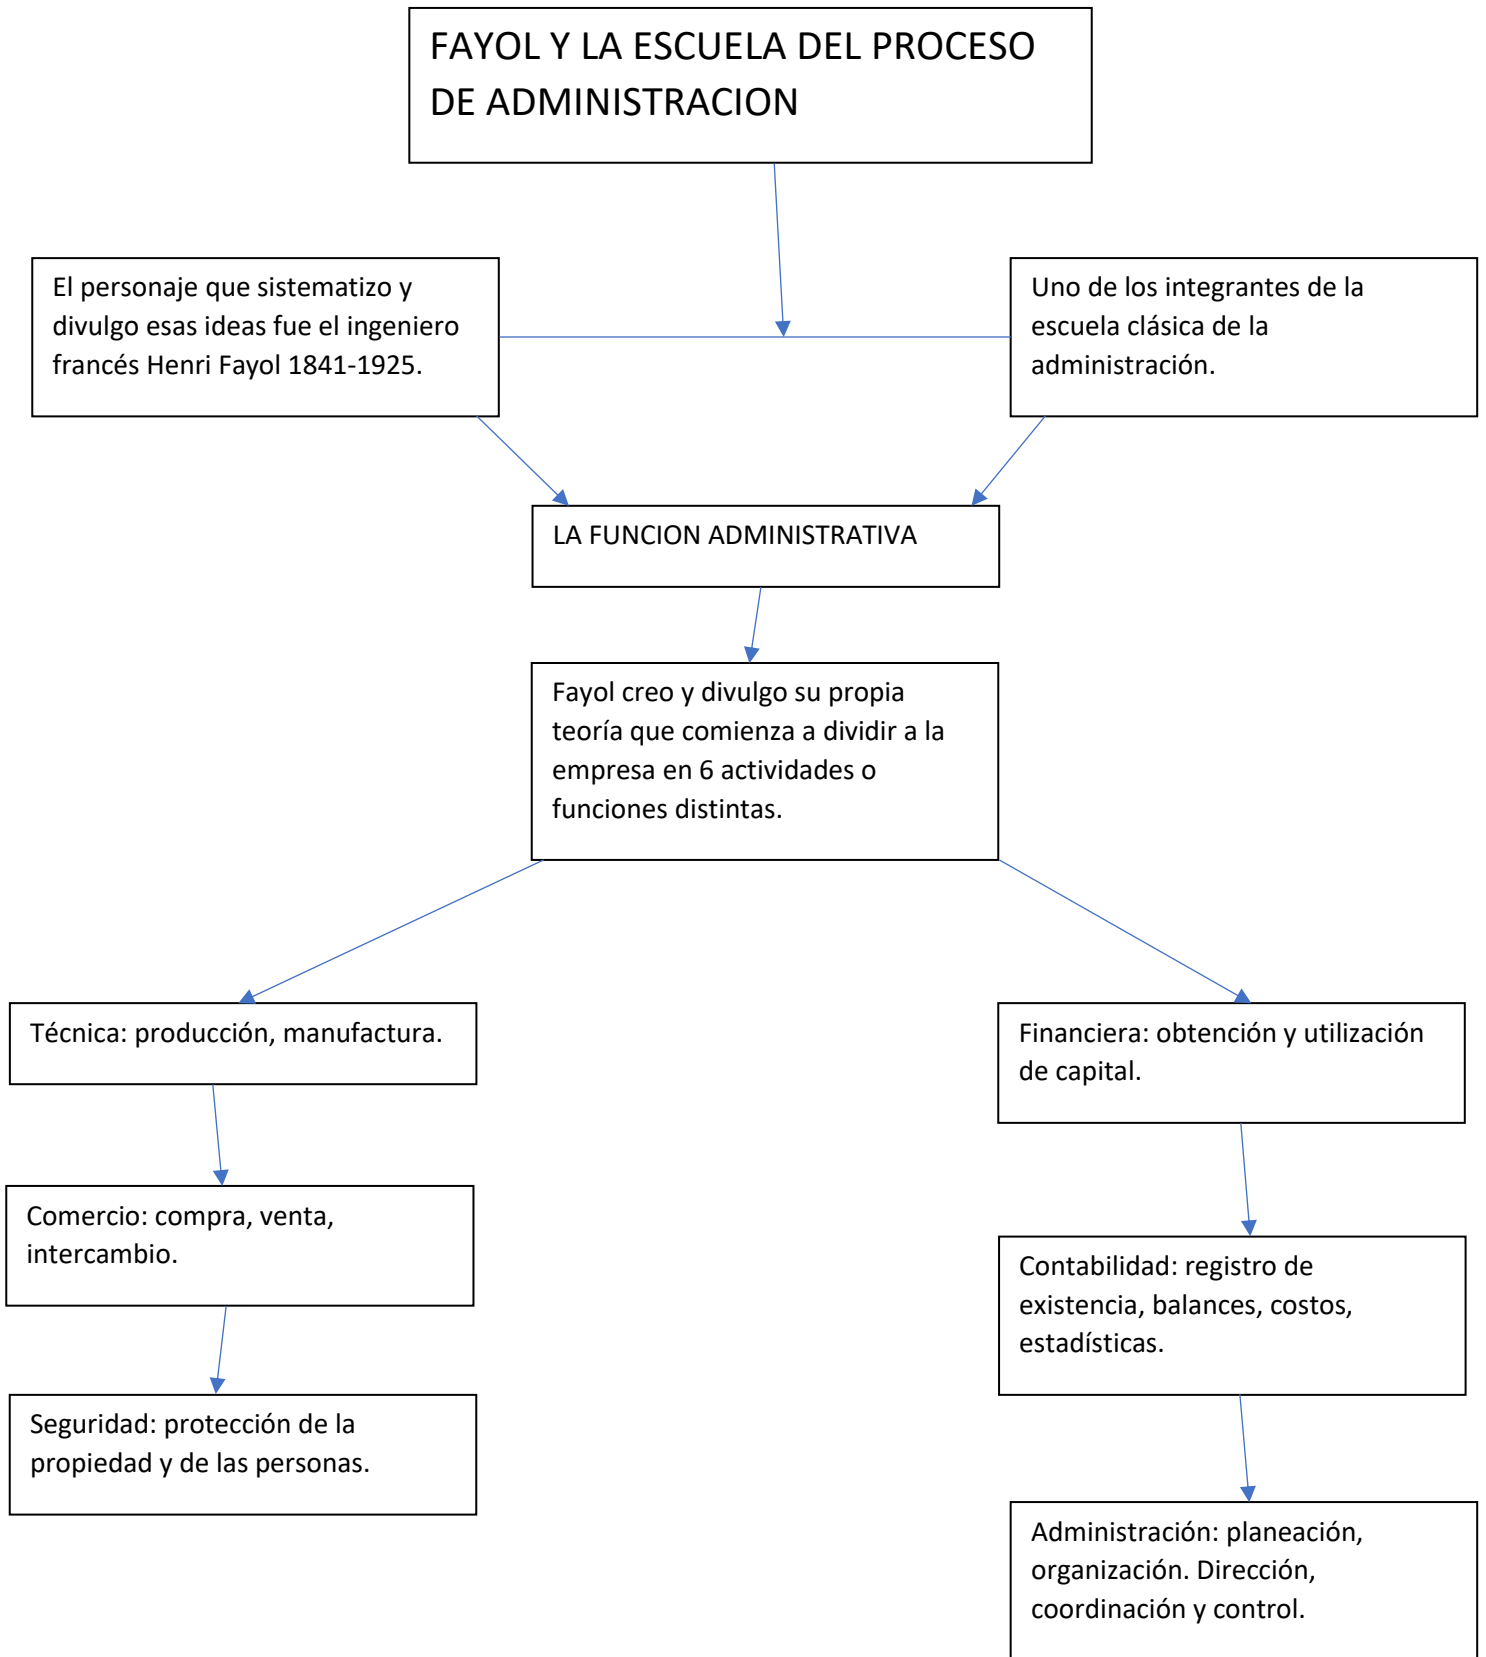 FAYOL Y LA ESCUELA DEL PROCESO
DE ADMINISTRACION
El personaje que sistematizo y
divulgo esas ideas fue el ingeniero
francés Henri Fayol 1841-1925.
Uno de los integrantes de la
escuela clásica de la
administración.
LA FUNCION ADMINISTRATIVA
Fayol creo y divulgo su propia
teoría que comienza a dividir a la
empresa en 6 actividades o
funciones distintas.
Técnica: producción, manufactura.
Comercio: compra, venta,
intercambio.
Seguridad: protección de la
propiedad y de las personas.
Financiera: obtención y utilización
de capital.
Contabilidad: registro de
existencia, balances, costos,
estadísticas.
Administración: planeación,
organización. Dirección,
coordinación y control.